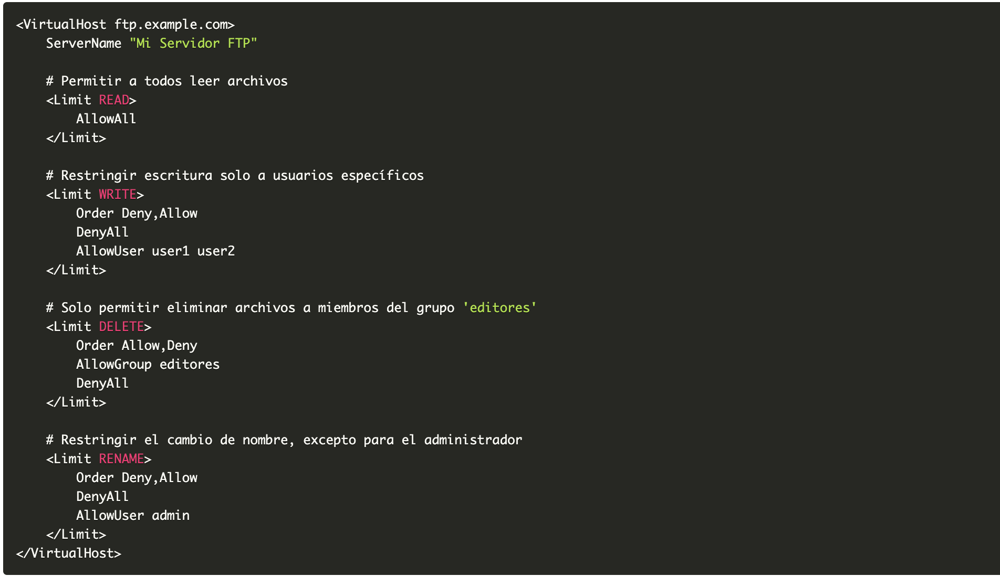 <VirtualHost ftp.example.com>
    ServerName "Mi Servidor FTP"

    # Permitir a todos leer archivos
    <Limit READ>
        AllowAll
    </Limit>

    # Restringir escritura solo a usuarios específicos
    <Limit WRITE>
        Order Deny,Allow
        DenyAll
        AllowUser user1 user2
    </Limit>

    # Solo permitir eliminar archivos a miembros del grupo 'editores'
    <Limit DELETE>
        Order Allow,Deny
        AllowGroup editores
        DenyAll
    </Limit>

    # Restringir el cambio de nombre, excepto para el administrador
    <Limit RENAME>
        Order Deny,Allow
        DenyAll
        AllowUser admin
    </Limit>
</VirtualHost>